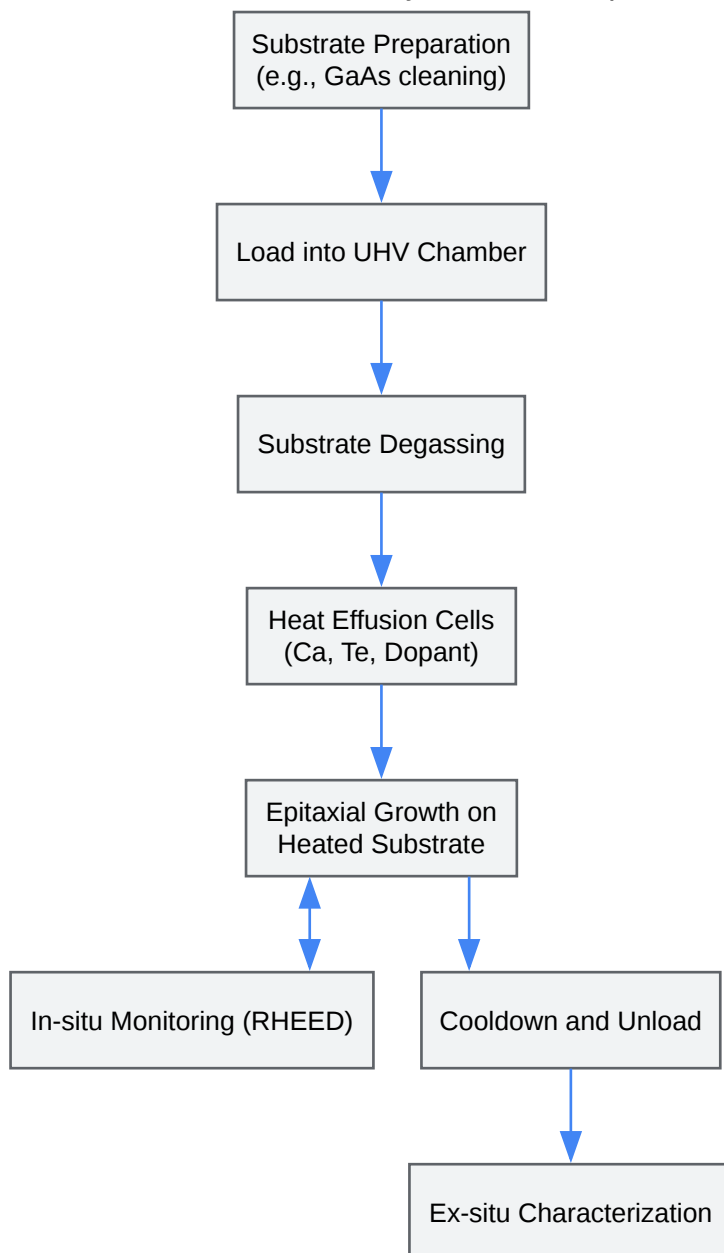 Substrate Preparation
(e.g., GaAs cleaning)
Load into UHV Chamber
Substrate Degassing
Heat Effusion Cells
(Ca, Te, Dopant)
Epitaxial Growth on
Heated Substrate
In-situ Monitoring (RHEED)
Cooldown and Unload
Ex-situ Characterization